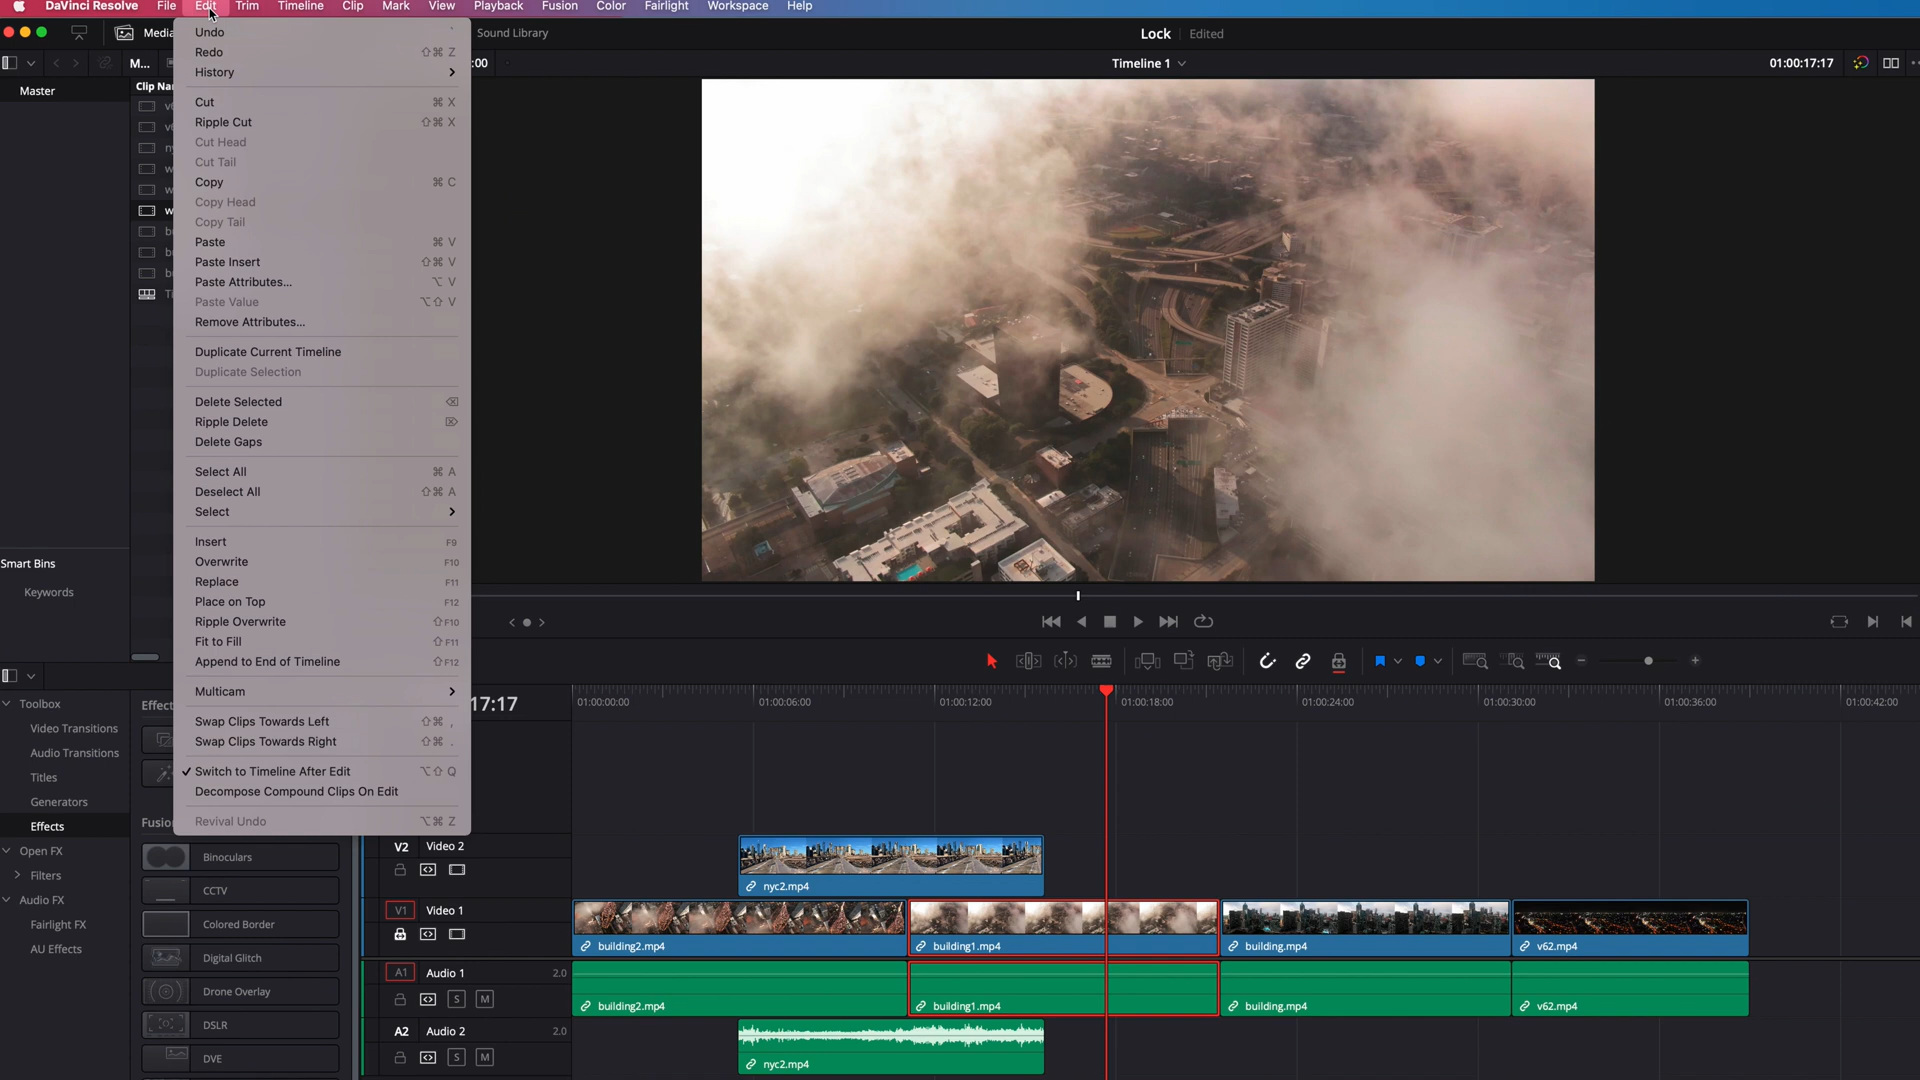 DaVinci Resolve File Edit Trim Timeline Clip Mark View Playback Fusion Color Fairlight Workspace Help
Media
Sound Library
Lock Edited
M...
:00
Timeline 1
01:00:17:17
Master
Clip Na
Undo
Redo ⇧⌘ Z
History
Cut ⌘ X
Ripple Cut ⇧⌘ X
Cut Head
Cut Tail
Copy ⌘ C
Copy Head
Copy Tail
Paste ⌘ V
Paste Insert ⇧⌘ V
Paste Attributes... ⌥ V
Paste Value ⌥⇧ V
Remove Attributes...
Duplicate Current Timeline
Duplicate Selection
Delete Selected ⌫
Ripple Delete ⌦
Delete Gaps
Select All ⌘ A
Deselect All ⇧⌘ A
Select
Insert F9
Overwrite F10
Replace F11
Place on Top F12
Ripple Overwrite ⇧F10
Fit to Fill ⇧F11
Append to End of Timeline ⇧F12
Multicam
Swap Clips Towards Left ⇧⌘ ,
Swap Clips Towards Right ⇧⌘ .
✓ Switch to Timeline After Edit ⌥⇧ Q
Decompose Compound Clips On Edit
Revival Undo ⌥⌘ Z
Smart Bins
Keywords
Toolbox
Video Transitions
Audio Transitions
Titles
Generators
Effects
Open FX
Filters
Audio FX
Fairlight FX
AU Effects
Effect
Fusio
Binoculars
CCTV
Colored Border
Digital Glitch
Drone Overlay
DSLR
DVE
17:17
01:00:00:00 01:00:06:00 01:00:12:00 01:00:18:00 01:00:24:00 01:00:30:00 01:00:36:00 01:00:42:00
V2 Video 2
nyc2.mp4
V1 Video 1
building2.mp4 building1.mp4 building.mp4 v62.mp4
A1 Audio 1 2.0
S M
building2.mp4 building1.mp4 building.mp4 v62.mp4
A2 Audio 2 2.0
S M
nyc2.mp4